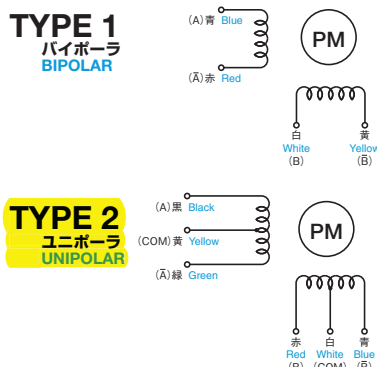 TYPE 1
バイポーラ
BIPOLAR
(A)青 Blue
(Ā)赤 Red
PM
白 黄
White Yellow
(B) (B̄)
TYPE 2
ユニポーラ
UNIPOLAR
(A)黒 Black
(COM)黄 Yellow
(Ā)緑 Green
PM
赤 白 青
Red White Blue
(B) (COM) (B̄)